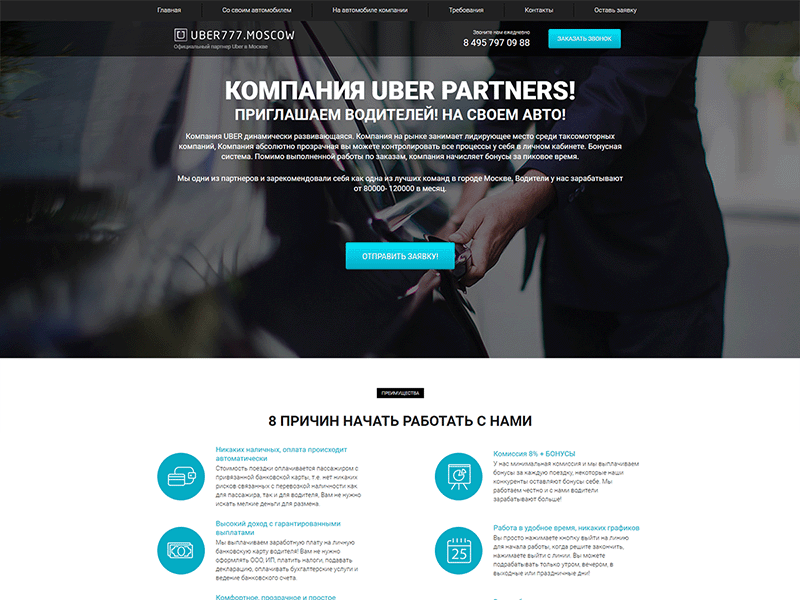 Главная Со своим автомобилем На автомобиле компании Требования Контакты Оставь заявку
UBER777.MOSCOW
Официальный партнер Uber в Москве
Звоните нам ежедневно
8 495 797 09 88
ЗАКАЗАТЬ ЗВОНОК
КОМПАНИЯ UBER PARTNERS!
ПРИГЛАШАЕМ ВОДИТЕЛЕЙ! НА СВОЕМ АВТО!
Компания UBER динамически развивающаяся. Компания на рынке занимает лидирующее место среди таксомоторных
компаний, Компания абсолютно прозрачная вы можете контролировать все процессы у себя в личном кабинете. Бонусная
система. Помимо выполненной работы по заказам, компания начисляет бонусы за пиковое время.
Мы одни из партнеров и зарекомендовали себя как одна из лучших команд в городе Москве, Водители у нас зарабатывают
от 80000- 120000 в месяц.
ОТПРАВИТЬ ЗАЯВКУ!
ПРЕИМУЩЕСТВА
8 ПРИЧИН НАЧАТЬ РАБОТАТЬ С НАМИ
Никаких наличных, оплата происходит
автоматически
Стоимость поездки оплачивается пассажиром с
привязанной банковской карты, т.е. нет никаких
рисков связанных с перевозкой наличности как
для пассажира, так и для водителя, Вам не нужно
искать мелкие деньги для размена.
Комиссия 8% + БОНУСЫ
У нас минимальная комиссия и мы выплачиваем
бонусы за каждую поездку, некоторые наши
конкуренты оставляют бонусы себе. Мы
работаем честно и с нами водители
зарабатывают больше!
Высокий доход с гарантированными
выплатами
Мы выплачиваем заработную плату на личную
банковскую карту водителя! Вам не нужно
оформлять ООО, ИП, платить налоги, подавать
декларацию, оплачивать бухгалтерские услуги и
ведение банковского счета.
25
Работа в удобное время, никаких графиков
Вы просто нажимаете кнопку выйти на линию
для начала работы, когда решите закончить,
нажимаете выйти с линии. Вы можете
подрабатывать только утром, вечером, в
выходные или праздничные дни!
Комфортное, прозрачное и простое